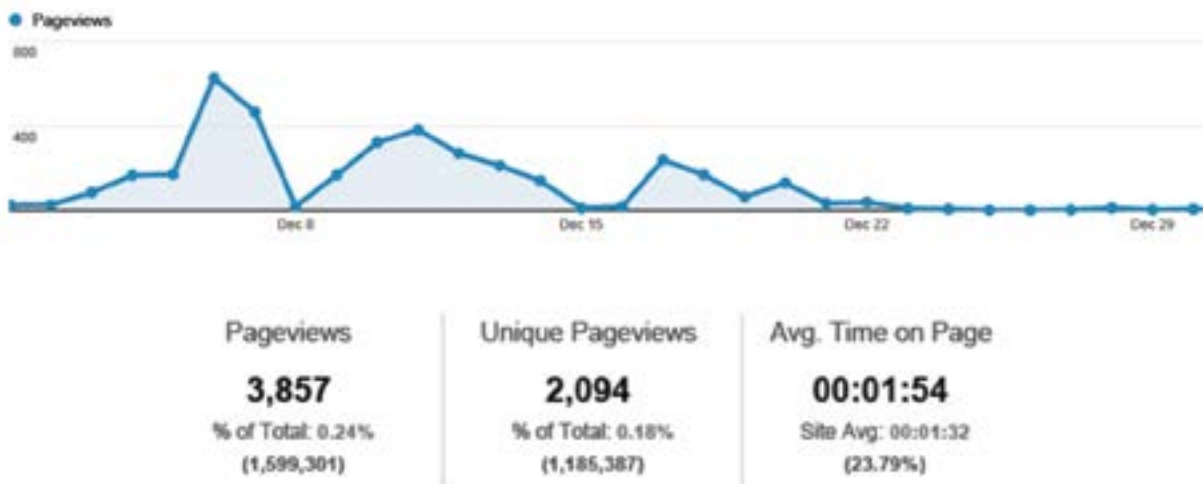 Pageviews
800
400
Dec 8
Dec 15
Dec 22
Dec 29
Pageviews
3,857
% of Total: 0.24%
(1,599,301)
Unique Pageviews
2,094
% of Total: 0.18%
(1,185,387)
Avg. Time on Page
00:01:54
Site Avg: 00:01:32
(23.79%)